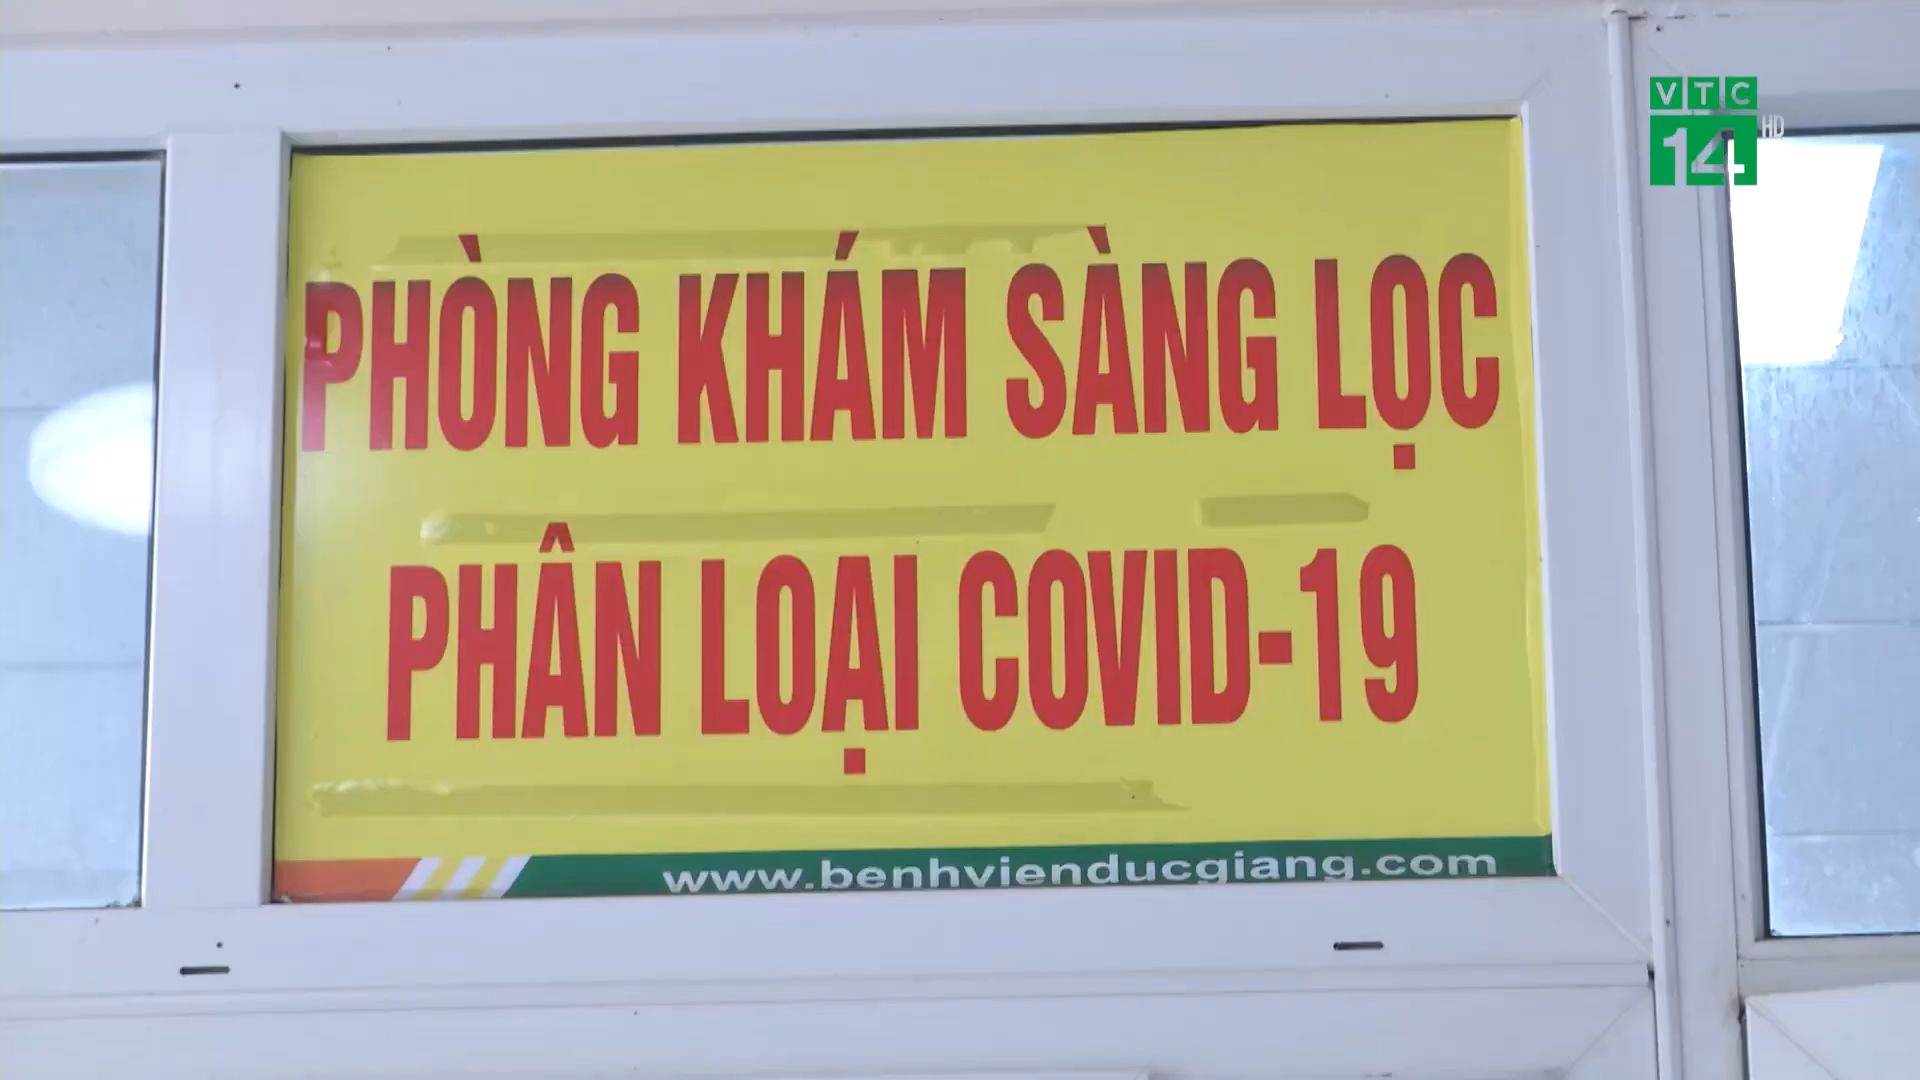 VTC
14 HD
PHÒNG KHÁM SÀNG LỌC
PHÂN LOẠI COVID-19
www.benhvienducgiang.com